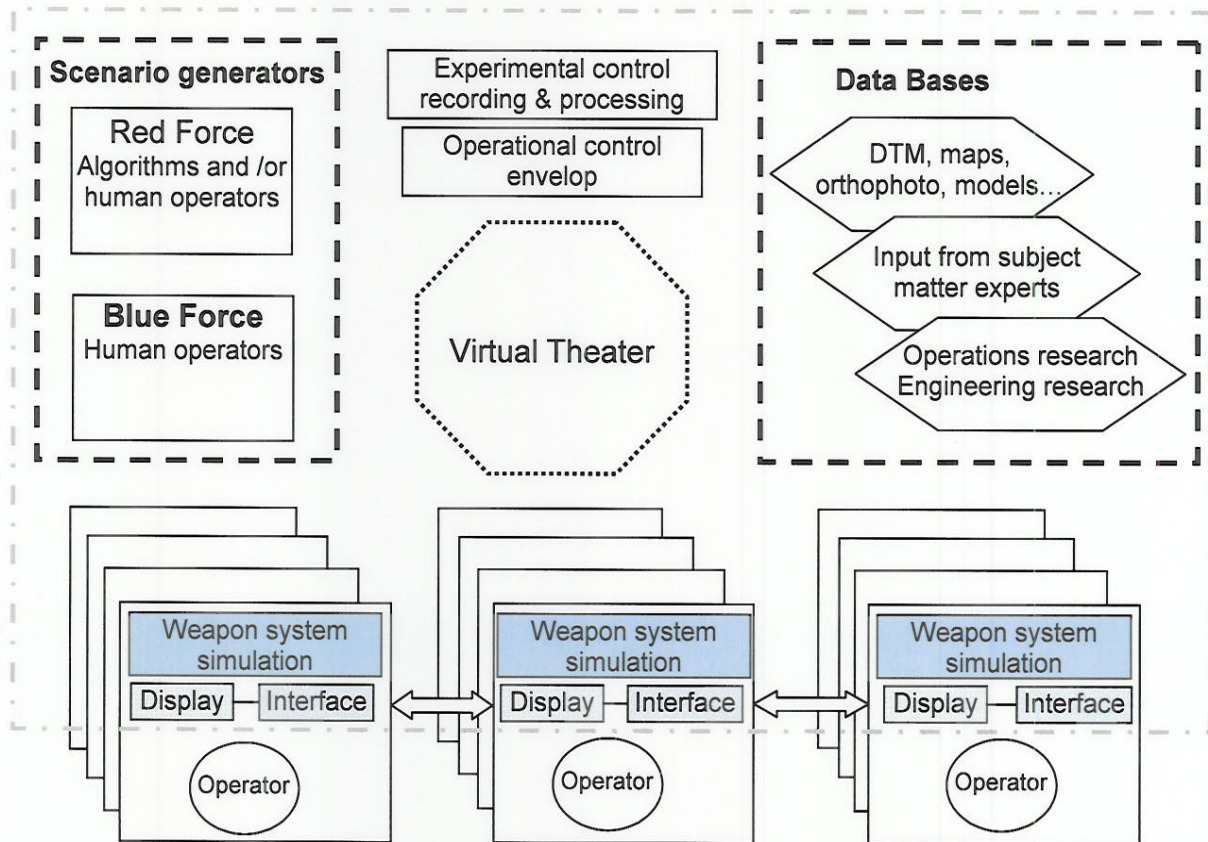 Scenario generators
Red Force
Algorithms and /or
human operators
Blue Force
Human operators
Experimental control
recording & processing
Operational control
envelop
Virtual Theater
Data Bases
DTM, maps,
orthophoto, models...
Input from subject
matter experts
Operations research
Engineering research
Weapon system
simulation
Display
Interface
Operator
Weapon system
simulation
Display
Interface
Operator
Weapon system
simulation
Display
Interface
Operator